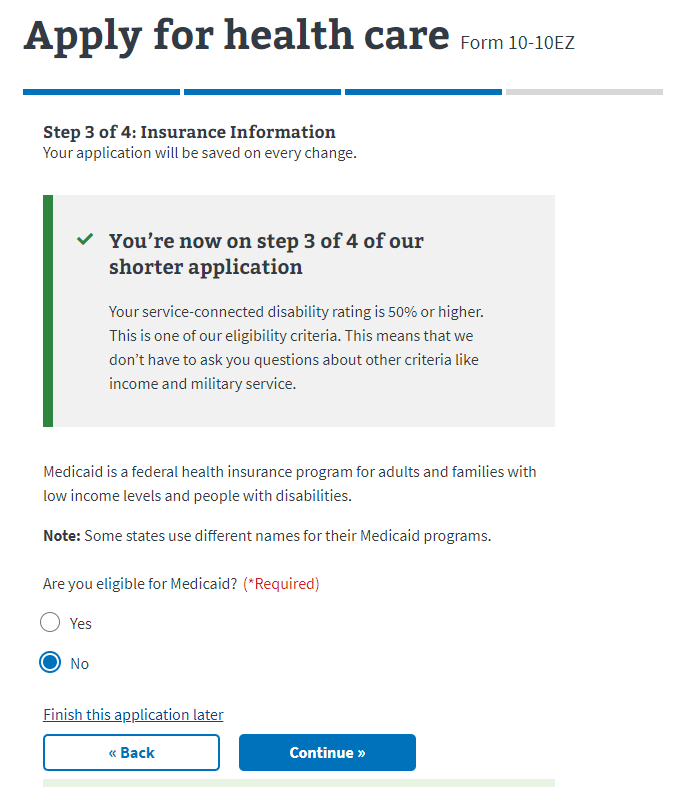 Apply for health care Form 10-10EZ
Step 3 of 4: Insurance Information
Your application will be saved on every change.
You’re now on step 3 of 4 of our
shorter application
Your service-connected disability rating is 50% or higher.
This is one of our eligibility criteria. This means that we
don’t have to ask you questions about other criteria like
income and military service.
Medicaid is a federal health insurance program for adults and families with
low income levels and people with disabilities.
Note: Some states use different names for their Medicaid programs.
Are you eligible for Medicaid? (*Required)
Yes
No
Finish this application later
« Back
Continue »